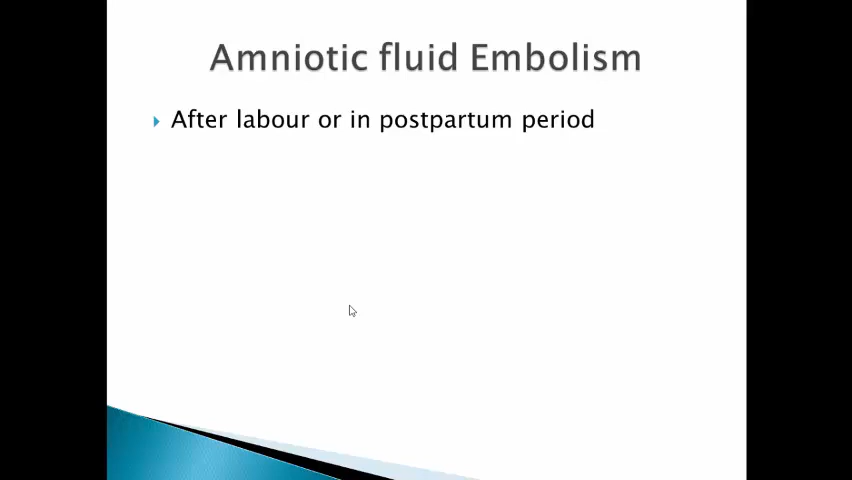 Amniotic fluid Embolism
After labour or in postpartum period